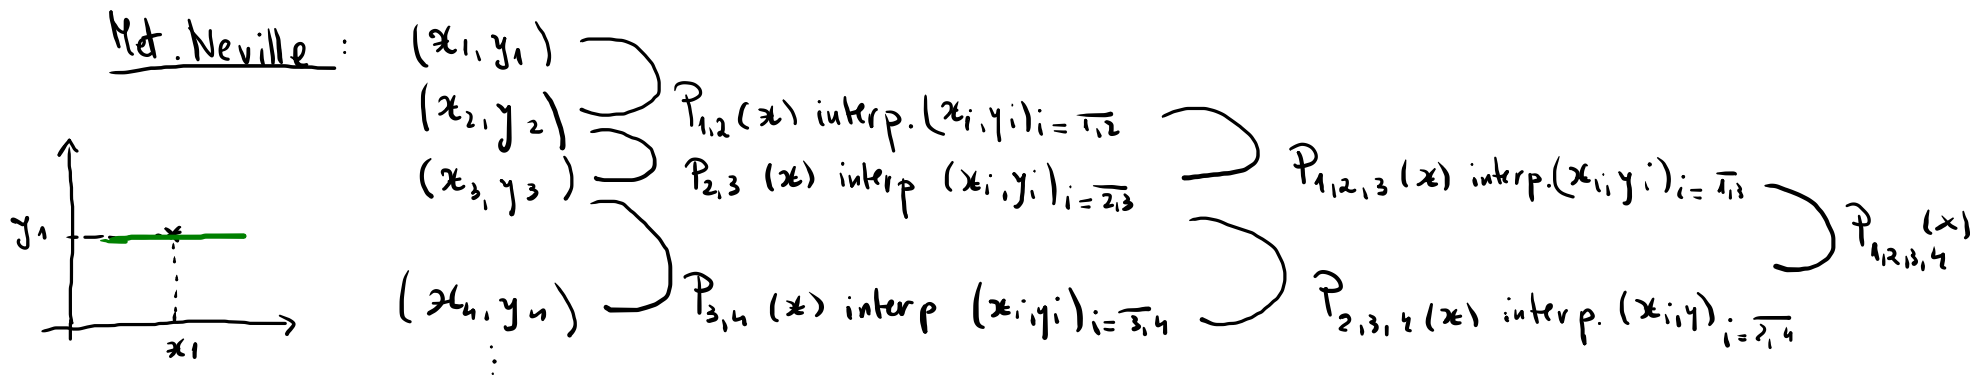 Met. Neville :
(x₁, y₁)
(x₂, y₂) P₁,₂(x) interp. (xᵢ, yᵢ)ᵢ₌1,2
(x₃, y₃) P₂,₃(x) interp (xᵢ, yᵢ)ᵢ₌2,3 P₁,₂,₃(x) interp. (xᵢ, yᵢ)ᵢ₌1,3
P₁,₂,₃,₄(x)
(x₄, y₄) P₃,₄(x) interp (xᵢ, yᵢ)ᵢ₌3,4 P₂,₃,₄(x) interp. (xᵢ, y)ᵢ₌2,4
⋮
y₁
x₁